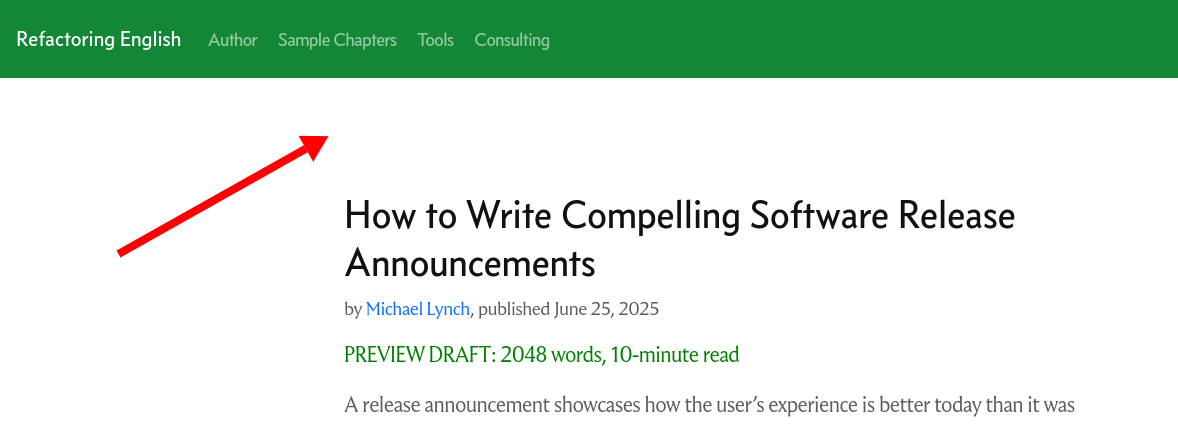 Refactoring English Author Sample Chapters Tools Consulting
How to Write Compelling Software Release
Announcements
by Michael Lynch, published June 25, 2025
PREVIEW DRAFT: 2048 words, 10-minute read
A release announcement showcases how the user’s experience is better today than it was